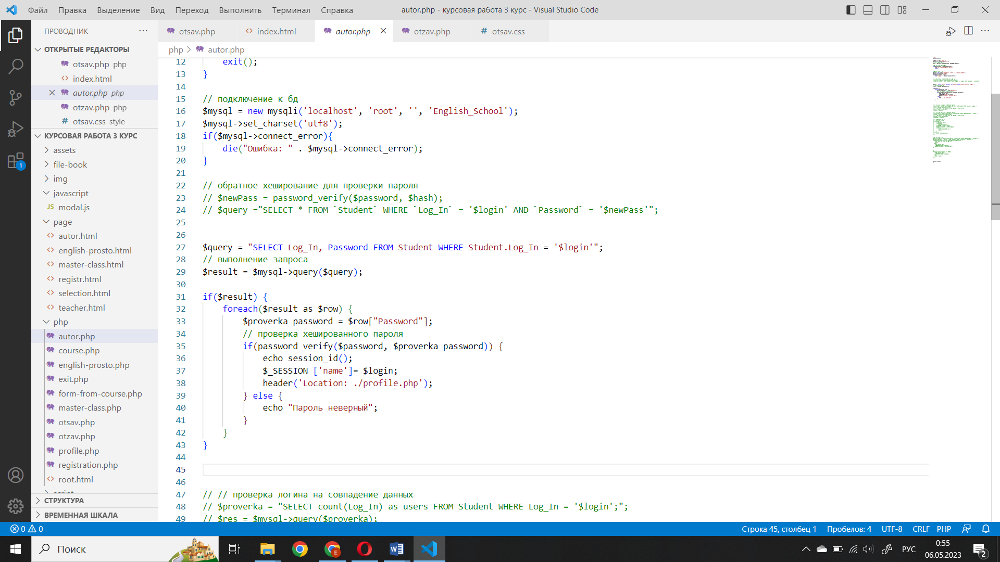 Файл Правка Выделение Вид Переход Выполнить Терминал Справка
autor.php - курсовая работа 3 курс - Visual Studio Code
ПРОВОДНИК
otsav.php index.html autor.php otzav.php # otsav.css
php > autor.php
ОТКРЫТЫЕ РЕДАКТОРЫ
otsav.php php
index.html
autor.php php
otzav.php php
# otsav.css style
КУРСОВАЯ РАБОТА 3 КУРС
assets
file-book
img
javascript
JS modal.js
page
autor.html
english-prosto.html
master-class.html
registr.html
selection.html
teacher.html
php
autor.php
course.php
english-prosto.php
exit.php
form-from-course.php
master-class.php
otsav.php
otzav.php
profile.php
registration.php
root.html
script
СТРУКТУРА
ВРЕМЕННАЯ ШКАЛА
1
12 exit();
13 }
14
15 // подключение к бд
16 $mysql = new mysqli('localhost', 'root', '', 'English_School');
17 $mysql->set_charset('utf8');
18 if($mysql->connect_error){
19 die("Ошибка: " . $mysql->connect_error);
20 }
21
22 // обратное хеширование для проверки пароля
23 // $newPass = password_verify($password, $hash);
24 // $query ="SELECT * FROM `Student` WHERE `Log_In` = '$login' AND `Password` = '$newPass'";
25
26
27 $query = "SELECT Log_In, Password FROM Student WHERE Student.Log_In = '$login'";
28 // выполнение запроса
29 $result = $mysql->query($query);
30
31 if($result) {
32 foreach($result as $row) {
33 $proverka_password = $row["Password"];
34 // проверка хешированного пароля
35 if(password_verify($password, $proverka_password)) {
36 echo session_id();
37 $_SESSION ['name']= $login;
38 header('Location: ./profile.php');
39 } else {
40 echo "Пароль неверный";
41 }
42 }
43 }
44
45
46
47 // // проверка логина на совпадение данных
48 // $proverka = "SELECT count(Log_In) as users FROM Student WHERE Log_In = '$login';";
49 // $res = $mysql->query($proverka);
0 0
Строка 45, столбец 1 Пробелов: 4 UTF-8 CRLF PHP
Поиск
E
РУС
0:55
06.05.2023
2